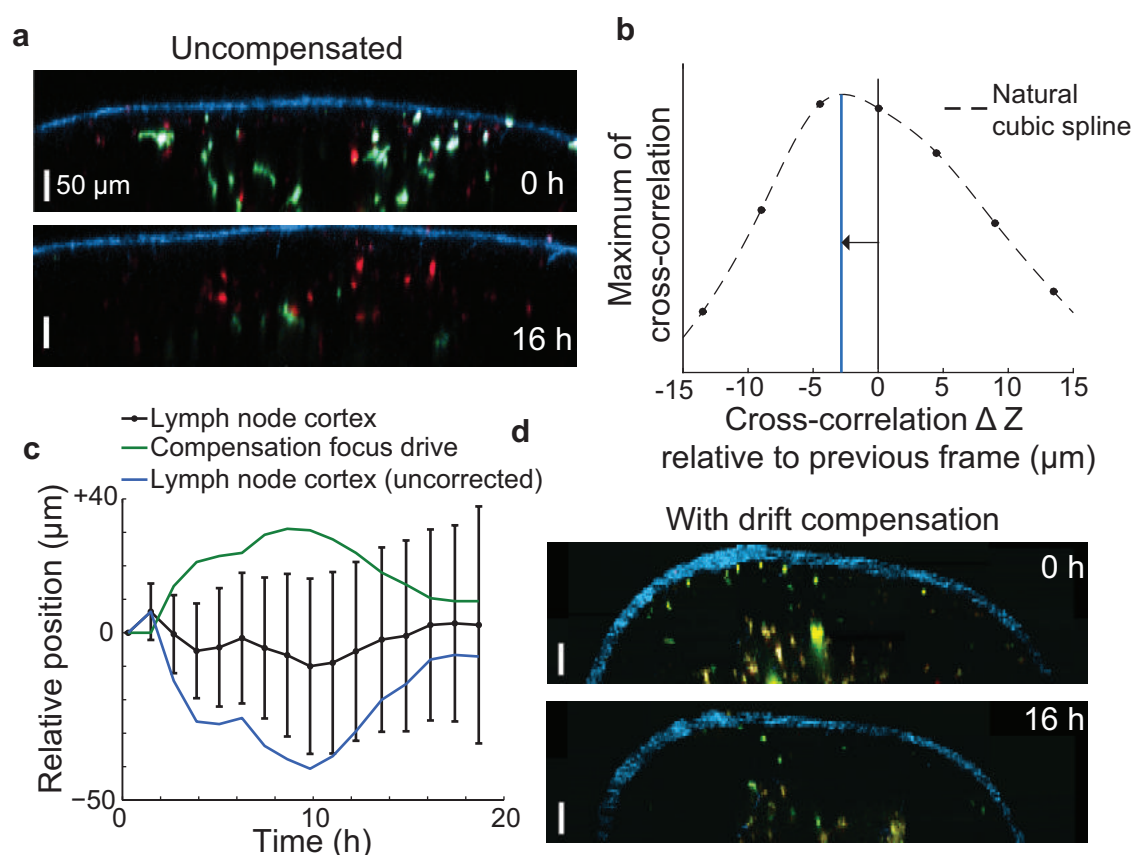 a
Uncompensated
50 µm
0 h
16 h
b
Maximum of
cross-correlation
Natural
cubic spline
-15
-10
-5
0
5
10
15
Cross-correlation Δ Z
relative to previous frame (µm)
c
Lymph node cortex
Compensation focus drive
Lymph node cortex (uncorrected)
Relative position (µm)
+40
0
−50
0
10
20
Time (h)
d
With drift compensation
0 h
16 h